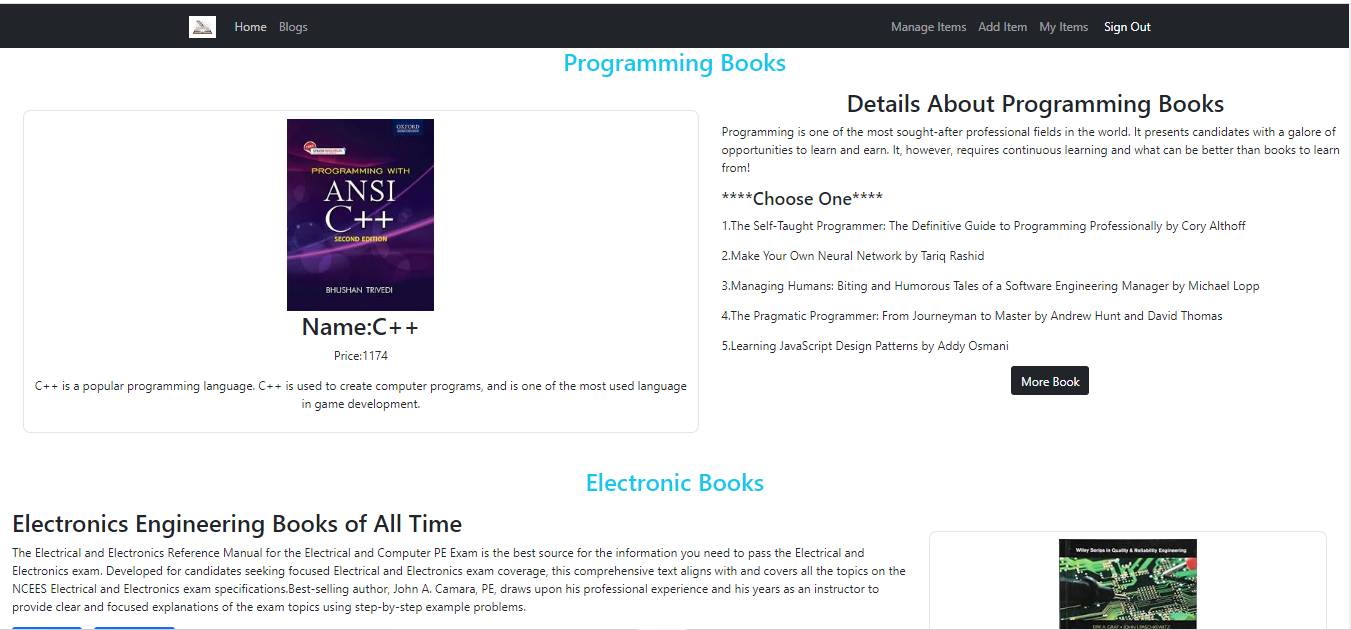 Home Blogs Manage Items Add Item My Items Sign Out
Programming Books
OXFORD
PROGRAMMING WITH
ANSI
C++
SECOND EDITION
BHUSHAN TRIVEDI
Name:C++
Price:1174
C++ is a popular programming language. C++ is used to create computer programs, and is one of the most used language
in game development.
Details About Programming Books
Programming is one of the most sought-after professional fields in the world. It presents candidates with a galore of
opportunities to learn and earn. It, however, requires continuous learning and what can be better than books to learn
from!
****Choose One****
1.The Self-Taught Programmer: The Definitive Guide to Programming Professionally by Cory Althoff
2.Make Your Own Neural Network by Tariq Rashid
3.Managing Humans: Biting and Humorous Tales of a Software Engineering Manager by Michael Lopp
4.The Pragmatic Programmer: From Journeyman to Master by Andrew Hunt and David Thomas
5.Learning JavaScript Design Patterns by Addy Osmani
More Book
Electronic Books
Electronics Engineering Books of All Time
The Electrical and Electronics Reference Manual for the Electrical and Computer PE Exam is the best source for the information you need to pass the Electrical and
Electronics exam. Developed for candidates seeking focused Electrical and Electronics exam coverage, this comprehensive text aligns with and covers all the topics on the
NCEES Electrical and Electronics exam specifications.Best-selling author, John A. Camara, PE, draws upon his professional experience and his years as an instructor to
provide clear and focused explanations of the exam topics using step-by-step example problems.
Wiley Series in Quality & Reliability Engineering